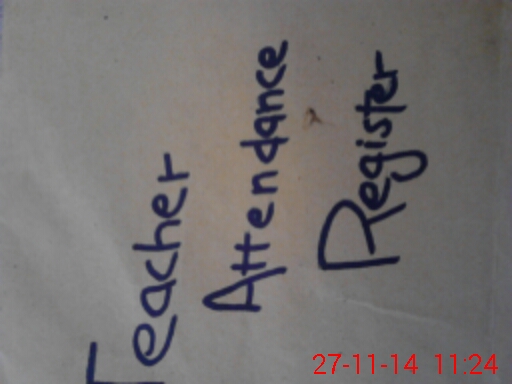 Teacher
Attendance
Register
27-11-14 11:24